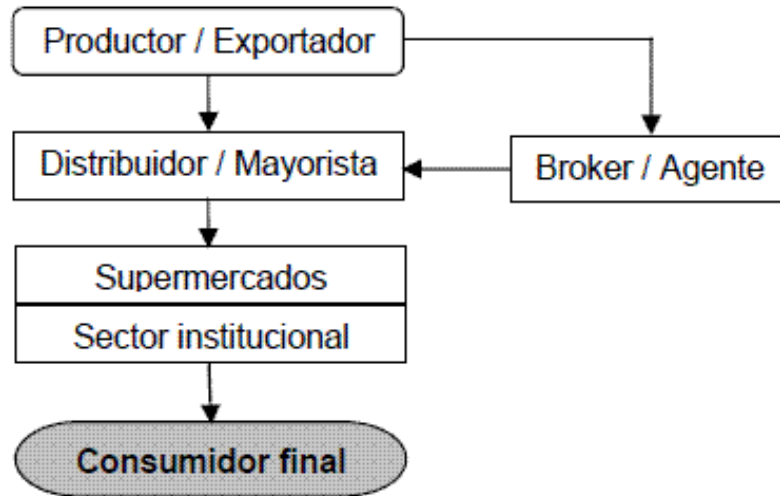 Productor / Exportador
Distribuidor / Mayorista
Broker / Agente
Supermercados
Sector institucional
Consumidor final